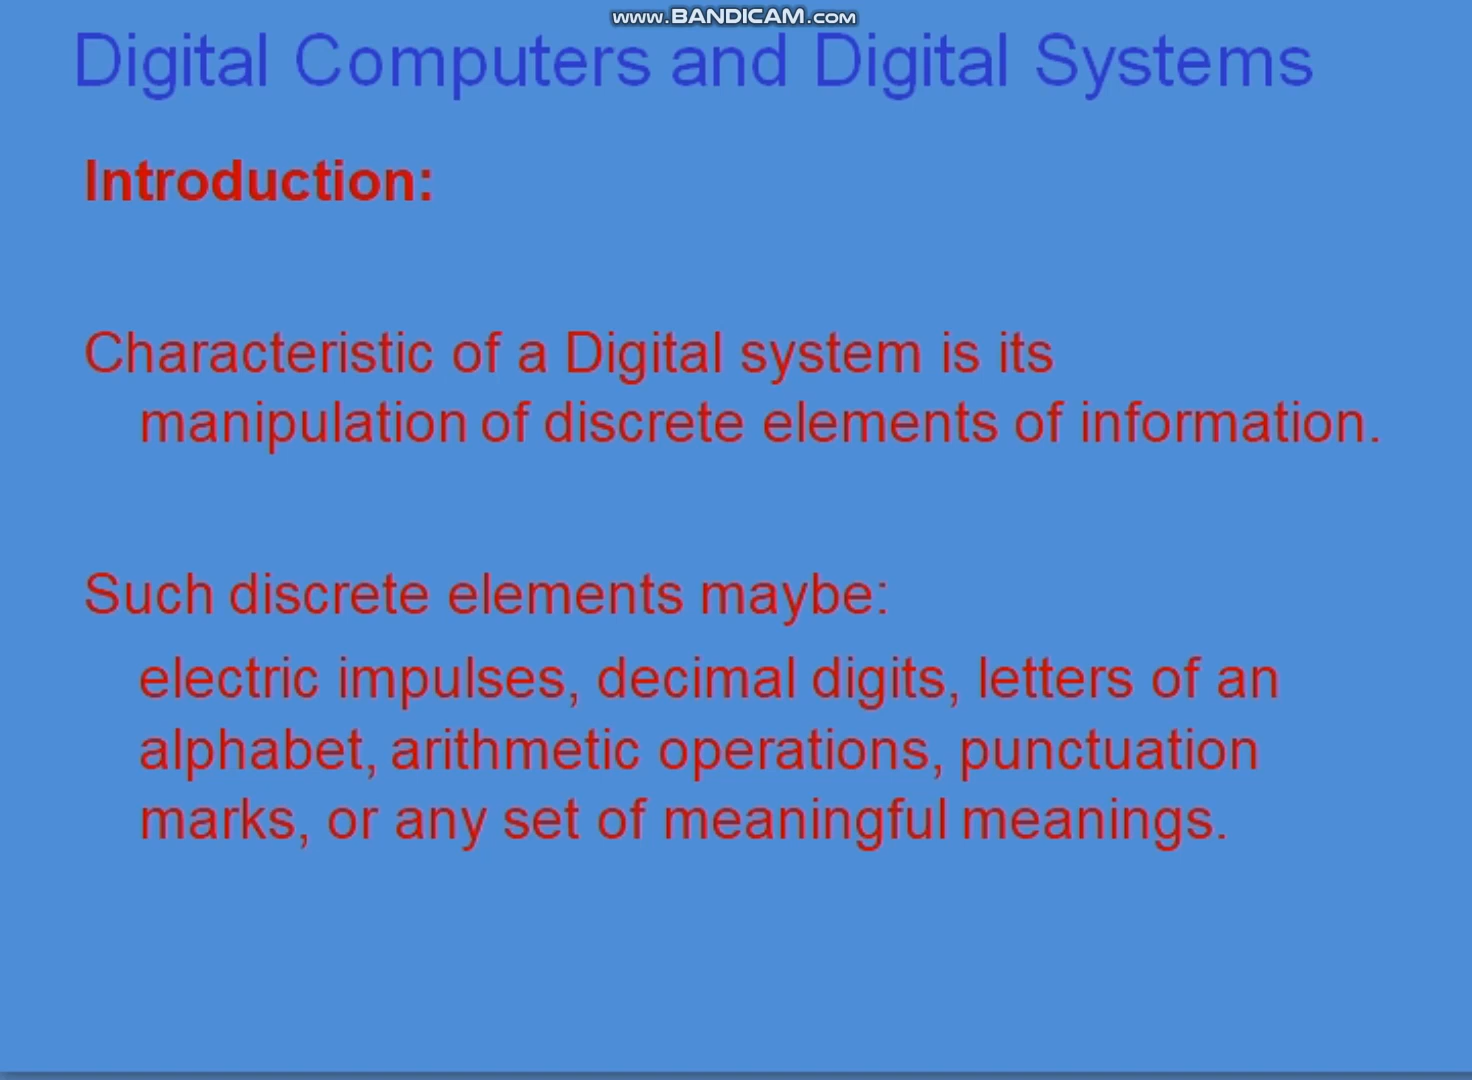 www.BANDICAM.com
Digital Computers and Digital Systems
Introduction:
Characteristic of a Digital system is its
manipulation of discrete elements of information.
Such discrete elements maybe:
electric impulses, decimal digits, letters of an
alphabet, arithmetic operations, punctuation
marks, or any set of meaningful meanings.